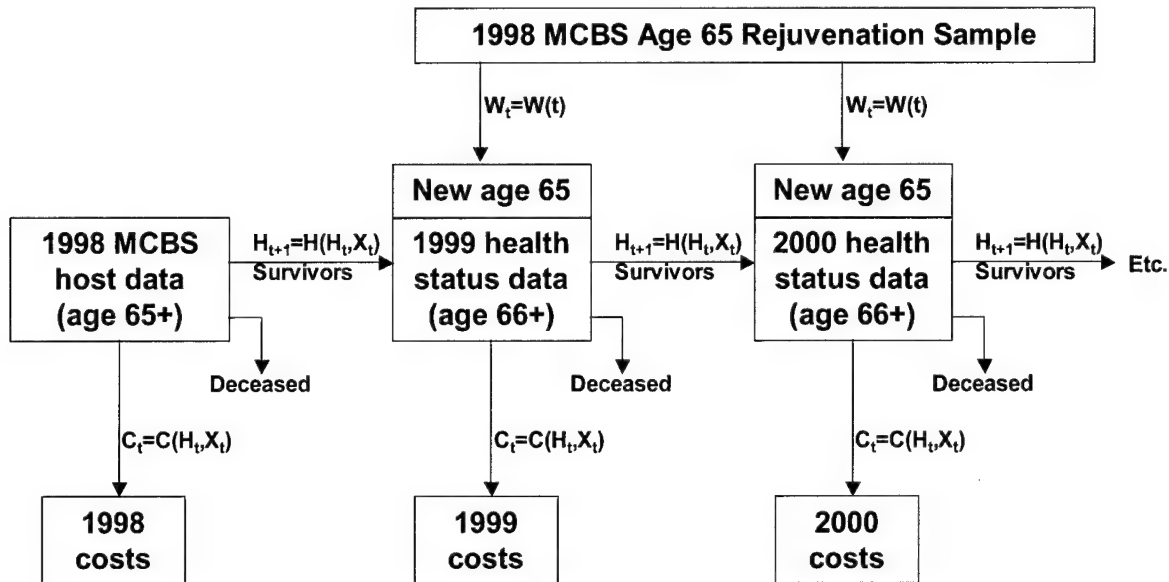 1998 MCBS Age 65 Rejuvenation Sample
Wₜ=W(t)
Wₜ=W(t)
New age 65
New age 65
1998 MCBS
host data
(age 65+)
Hₜ₊₁=H(Hₜ,Xₜ)
Survivors
1999 health
status data
(age 66+)
Hₜ₊₁=H(Hₜ,Xₜ)
Survivors
2000 health
status data
(age 66+)
Hₜ₊₁=H(Hₜ,Xₜ)
Survivors
Etc.
Deceased
Deceased
Deceased
Cₜ=C(Hₜ,Xₜ)
Cₜ=C(Hₜ,Xₜ)
Cₜ=C(Hₜ,Xₜ)
1998
costs
1999
costs
2000
costs